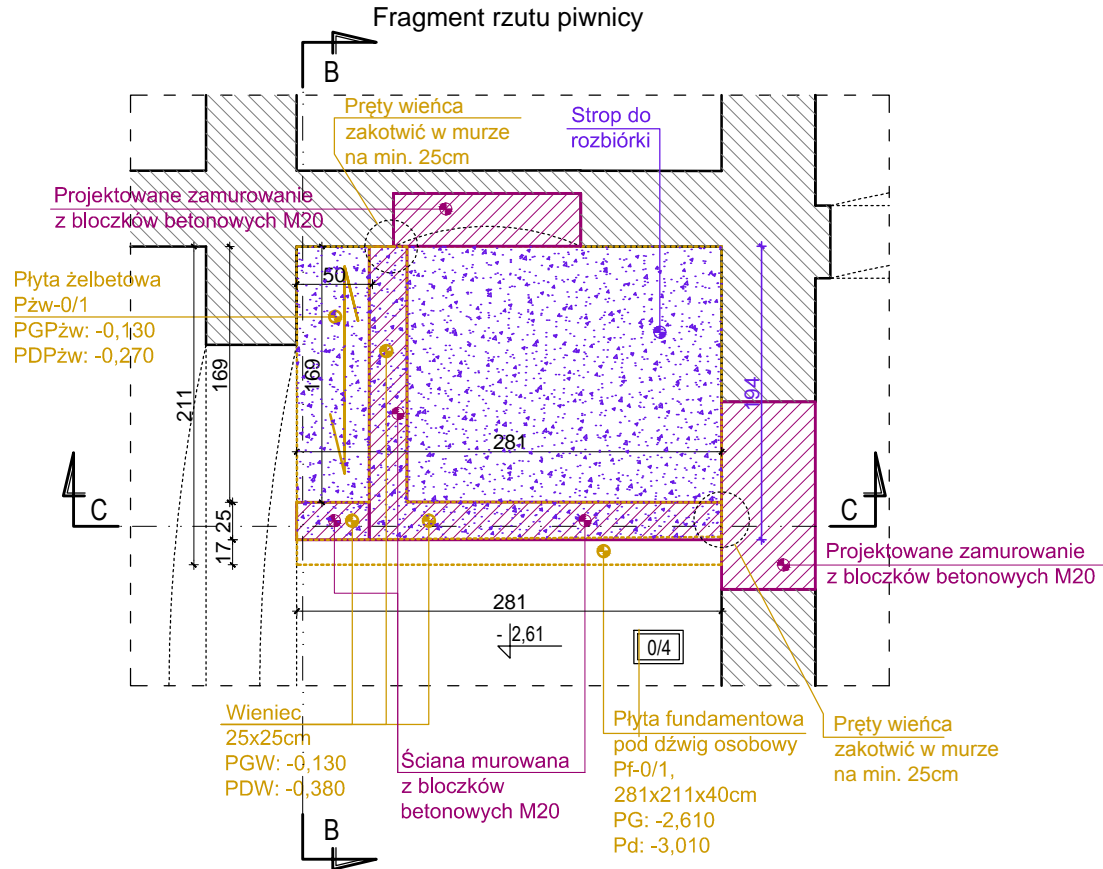 Fragment rzutu piwnicy
B
Pręty wieńca
zakotwić w murze
na min. 25cm
Strop do
rozbiórki
Projektowane zamurowanie
z bloczków betonowych M20
Płyta żelbetowa
Pżw-0/1
PGPżw: -0,130
PDPżw: -0,270
50
211
169
169
194
281
C
C
25
17
Projektowane zamurowanie
z bloczków betonowych M20
281
- 2,61
0/4
Wieniec
25x25cm
PGW: -0,130
PDW: -0,380
Ściana murowana
z bloczków
betonowych M20
Płyta fundamentowa
pod dźwig osobowy
Pf-0/1,
281x211x40cm
PG: -2,610
Pd: -3,010
Pręty wieńca
zakotwić w murze
na min. 25cm
B